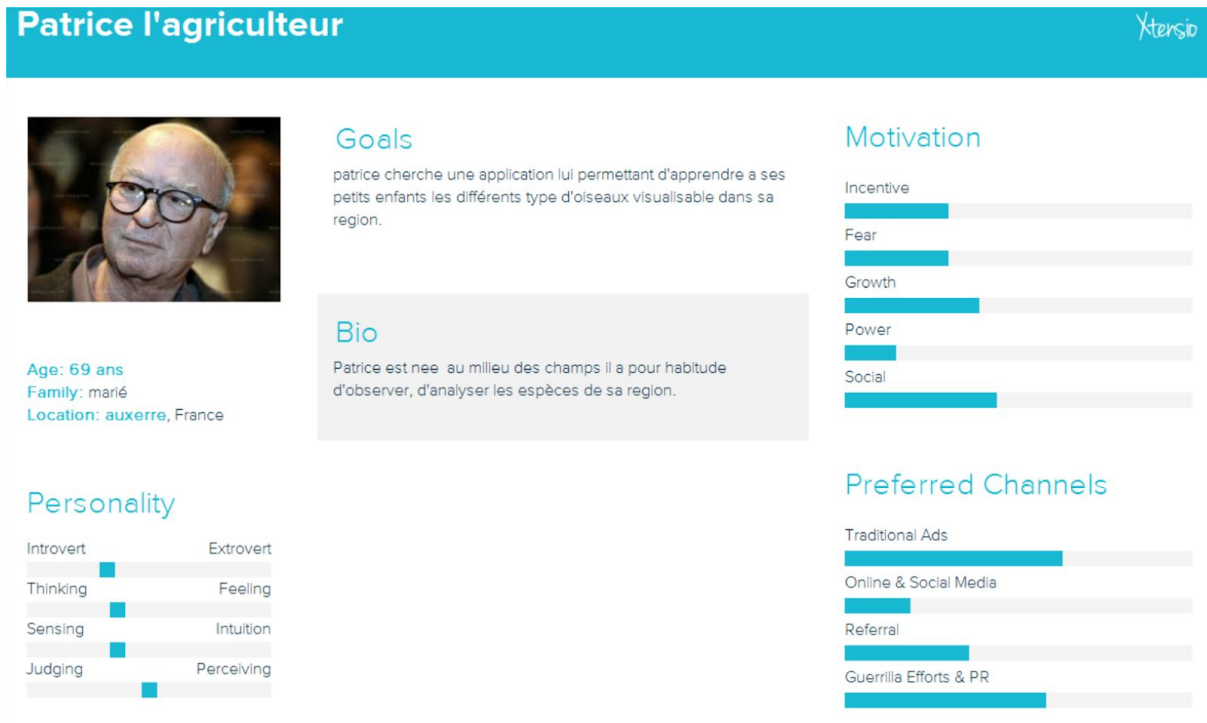 Patrice l'agriculteur
Xtensio
Age: 69 ans
Family: marié
Location: auxerre, France
Personality
Introvert Extrovert
Thinking Feeling
Sensing Intuition
Judging Perceiving
Goals
patrice cherche une application lui permettant d'apprendre a ses
petits enfants les différents type d'oiseaux visualisable dans sa
region.
Bio
Patrice est nee au milieu des champs il a pour habitude
d'observer, d'analyser les espèces de sa region.
Motivation
Incentive
Fear
Growth
Power
Social
Preferred Channels
Traditional Ads
Online & Social Media
Referral
Guerrilla Efforts & PR